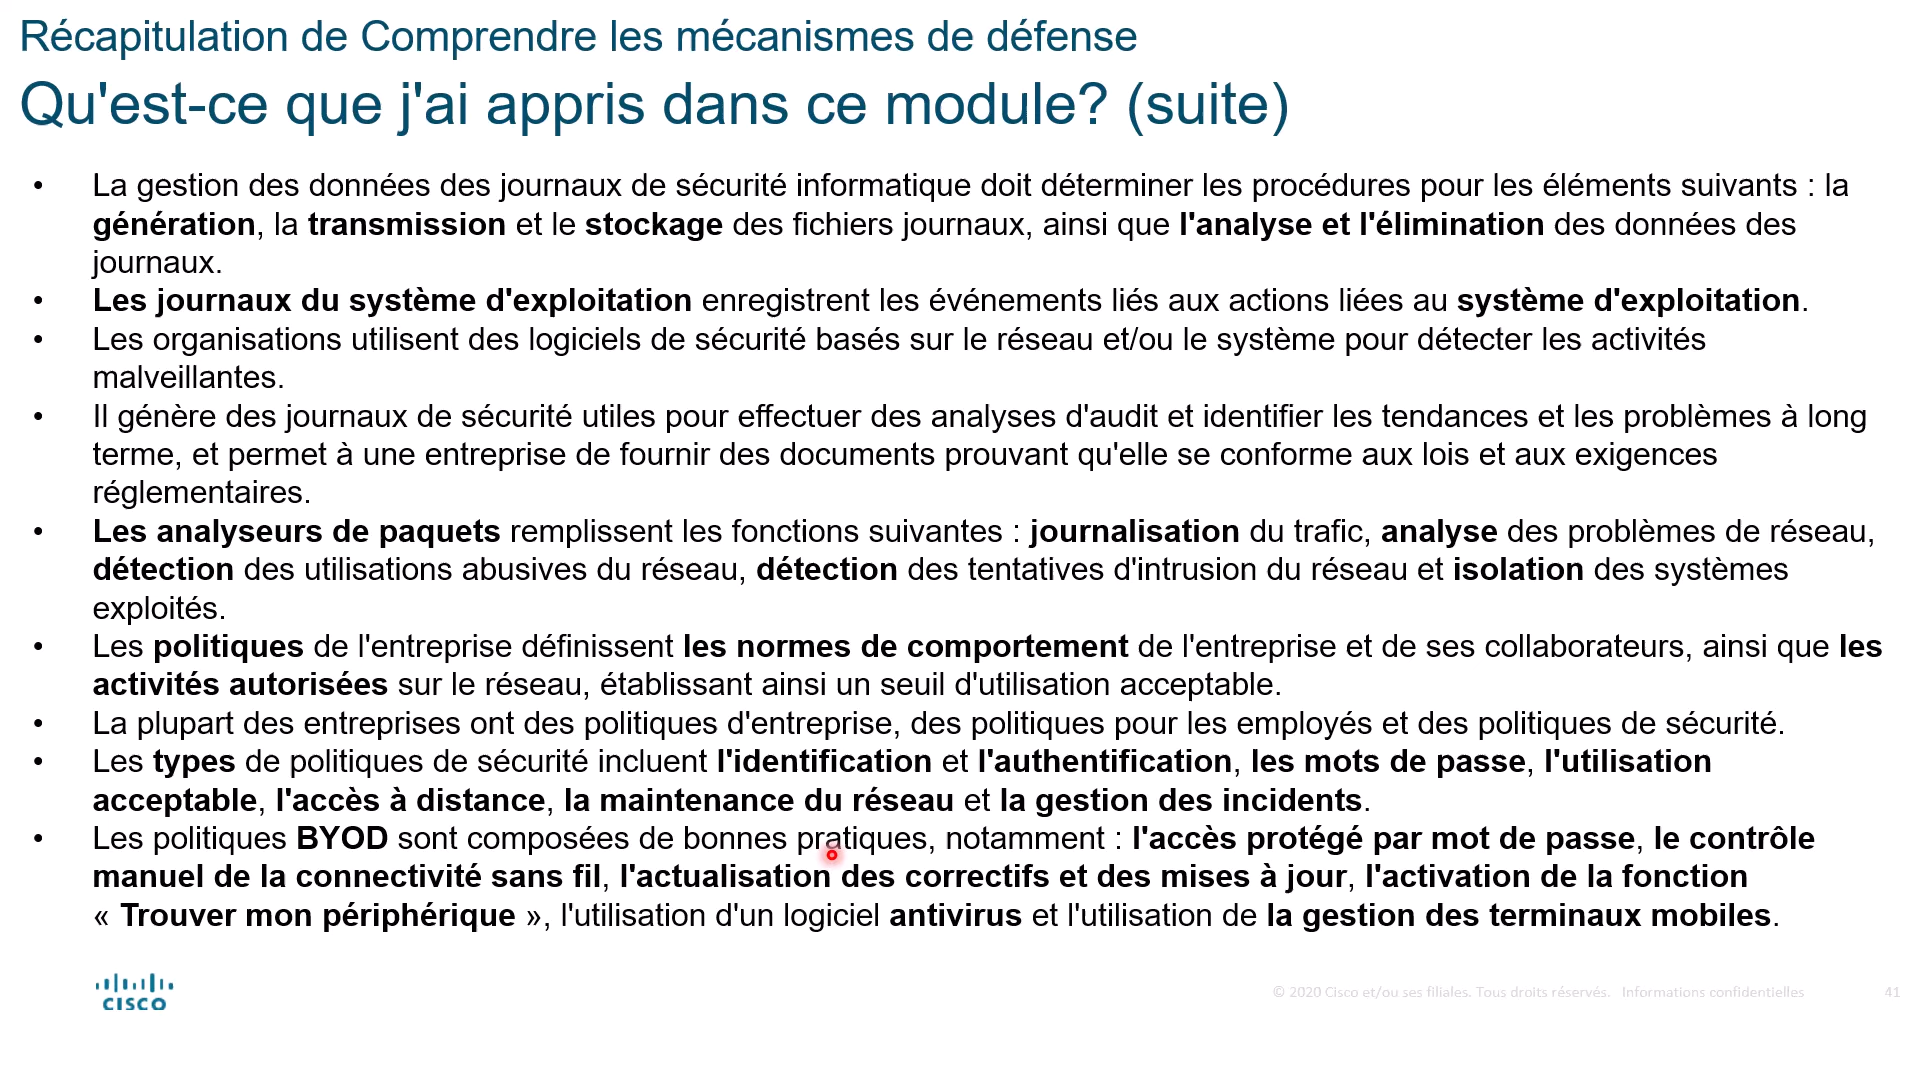 Récapitulation de Comprendre les mécanismes de défense
Qu'est-ce que j'ai appris dans ce module? (suite)
• La gestion des données des journaux de sécurité informatique doit déterminer les procédures pour les éléments suivants : la
génération, la transmission et le stockage des fichiers journaux, ainsi que l'analyse et l'élimination des données des
journaux.
• Les journaux du système d'exploitation enregistrent les événements liés aux actions liées au système d'exploitation.
• Les organisations utilisent des logiciels de sécurité basés sur le réseau et/ou le système pour détecter les activités
malveillantes.
• Il génère des journaux de sécurité utiles pour effectuer des analyses d'audit et identifier les tendances et les problèmes à long
terme, et permet à une entreprise de fournir des documents prouvant qu'elle se conforme aux lois et aux exigences
réglementaires.
• Les analyseurs de paquets remplissent les fonctions suivantes : journalisation du trafic, analyse des problèmes de réseau,
détection des utilisations abusives du réseau, détection des tentatives d'intrusion du réseau et isolation des systèmes
exploités.
• Les politiques de l'entreprise définissent les normes de comportement de l'entreprise et de ses collaborateurs, ainsi que les
activités autorisées sur le réseau, établissant ainsi un seuil d'utilisation acceptable.
• La plupart des entreprises ont des politiques d'entreprise, des politiques pour les employés et des politiques de sécurité.
• Les types de politiques de sécurité incluent l'identification et l'authentification, les mots de passe, l'utilisation
acceptable, l'accès à distance, la maintenance du réseau et la gestion des incidents.
• Les politiques BYOD sont composées de bonnes pratiques, notamment : l'accès protégé par mot de passe, le contrôle
manuel de la connectivité sans fil, l'actualisation des correctifs et des mises à jour, l'activation de la fonction
« Trouver mon périphérique », l'utilisation d'un logiciel antivirus et l'utilisation de la gestion des terminaux mobiles.
CISCO
© 2020 Cisco et/ou ses filiales. Tous droits réservés. Informations confidentielles
41